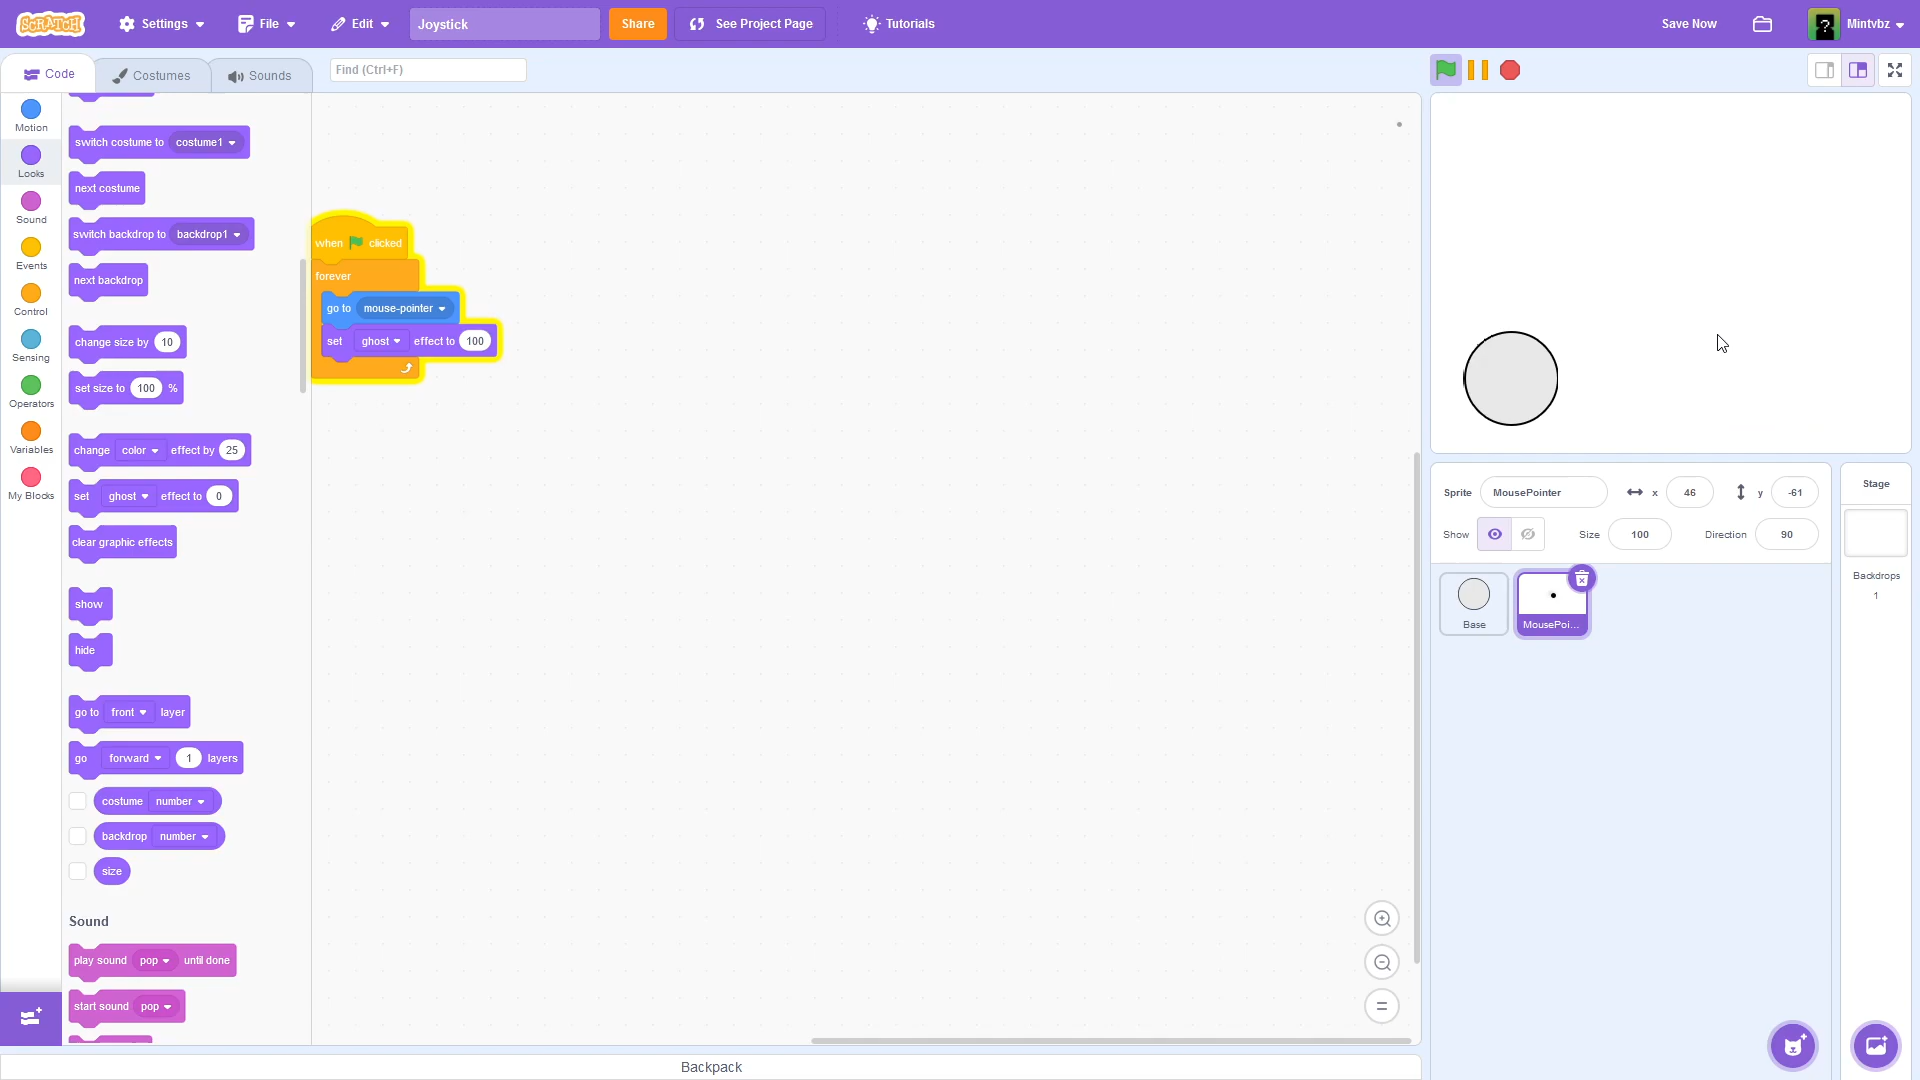 SCRATCH Settings File Edit Joystick Share See Project Page Tutorials Save Now ? Mintvbz
Code Costumes Sounds Find (Ctrl+F)
Motion
Looks
Sound
Events
Control
Sensing
Operators
Variables
My Blocks
switch costume to costume1
next costume
switch backdrop to backdrop1
next backdrop
change size by 10
set size to 100 %
change color effect by 25
set ghost effect to 0
clear graphic effects
show
hide
go to front layer
go forward 1 layers
costume number
backdrop number
size
Sound
play sound pop until done
start sound pop
when clicked
forever
go to mouse-pointer
set ghost effect to 100
Sprite MousePointer x 46 y -61
Show Size 100 Direction 90
Base
MousePoi...
Stage
Backdrops
1
Backpack